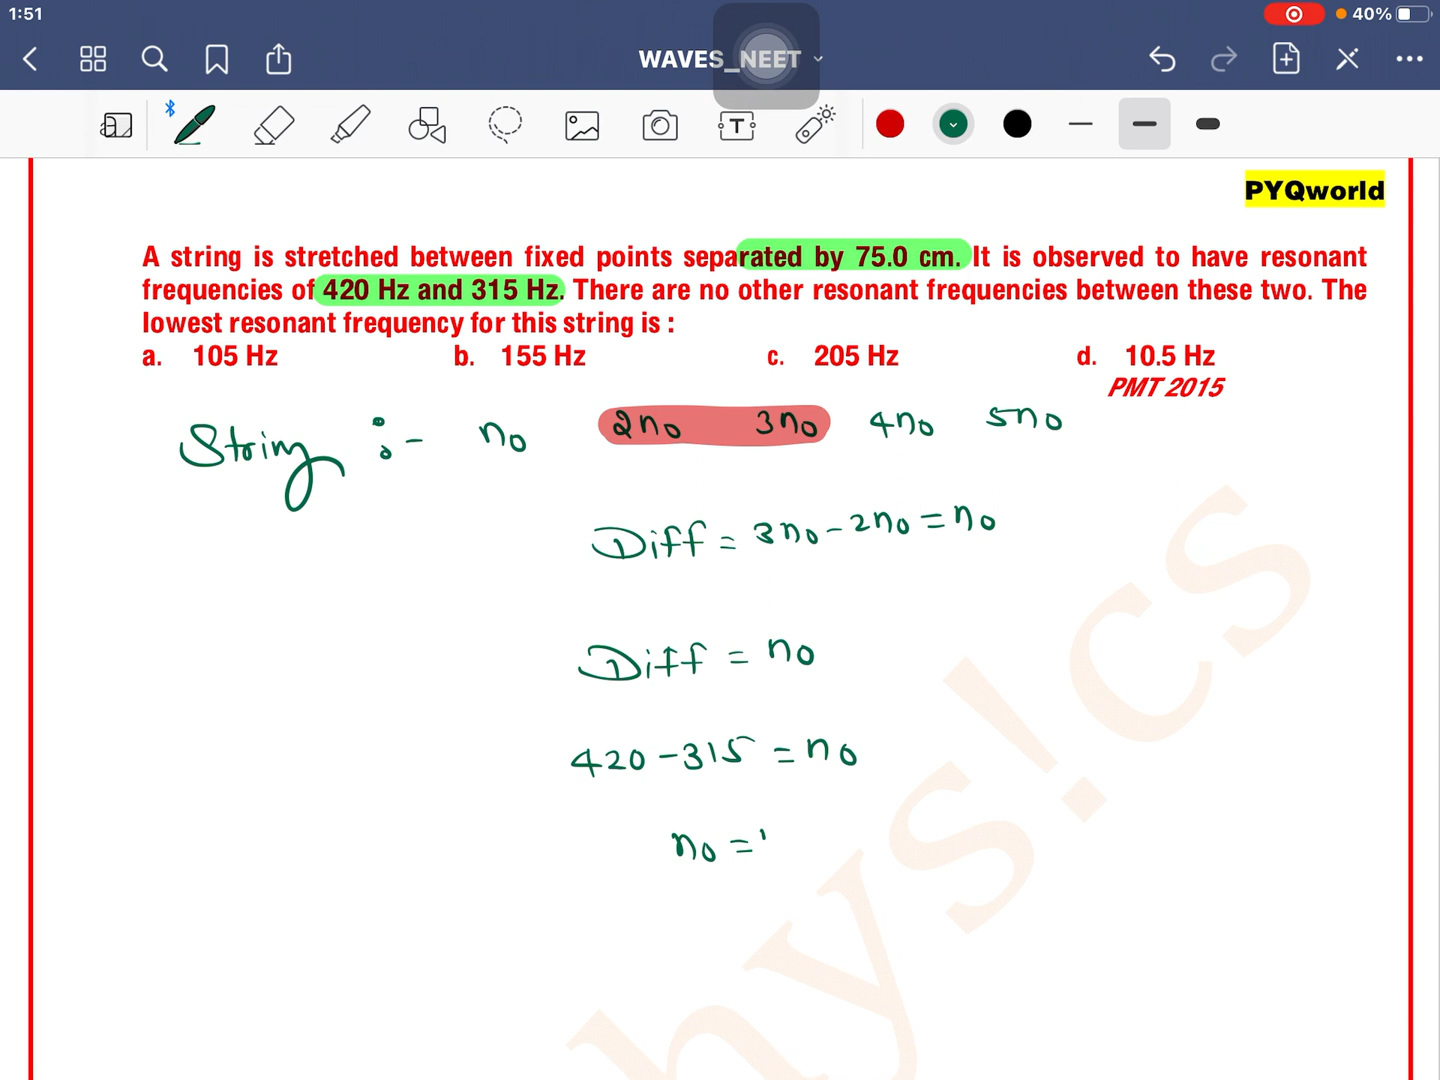 1:51
40%
WAVES_NEET
T
PYQworld
A string is stretched between fixed points separated by 75.0 cm. It is observed to have resonant
frequencies of 420 Hz and 315 Hz. There are no other resonant frequencies between these two. The
lowest resonant frequency for this string is :
a. 105 Hz b. 155 Hz c. 205 Hz d. 10.5 Hz
PMT 2015
String :- n₀ 2n₀ 3n₀ 4n₀ 5n₀
Diff = 3n₀ - 2n₀ = n₀
Diff = n₀
420 - 315 = n₀
n₀ =
hys!cs